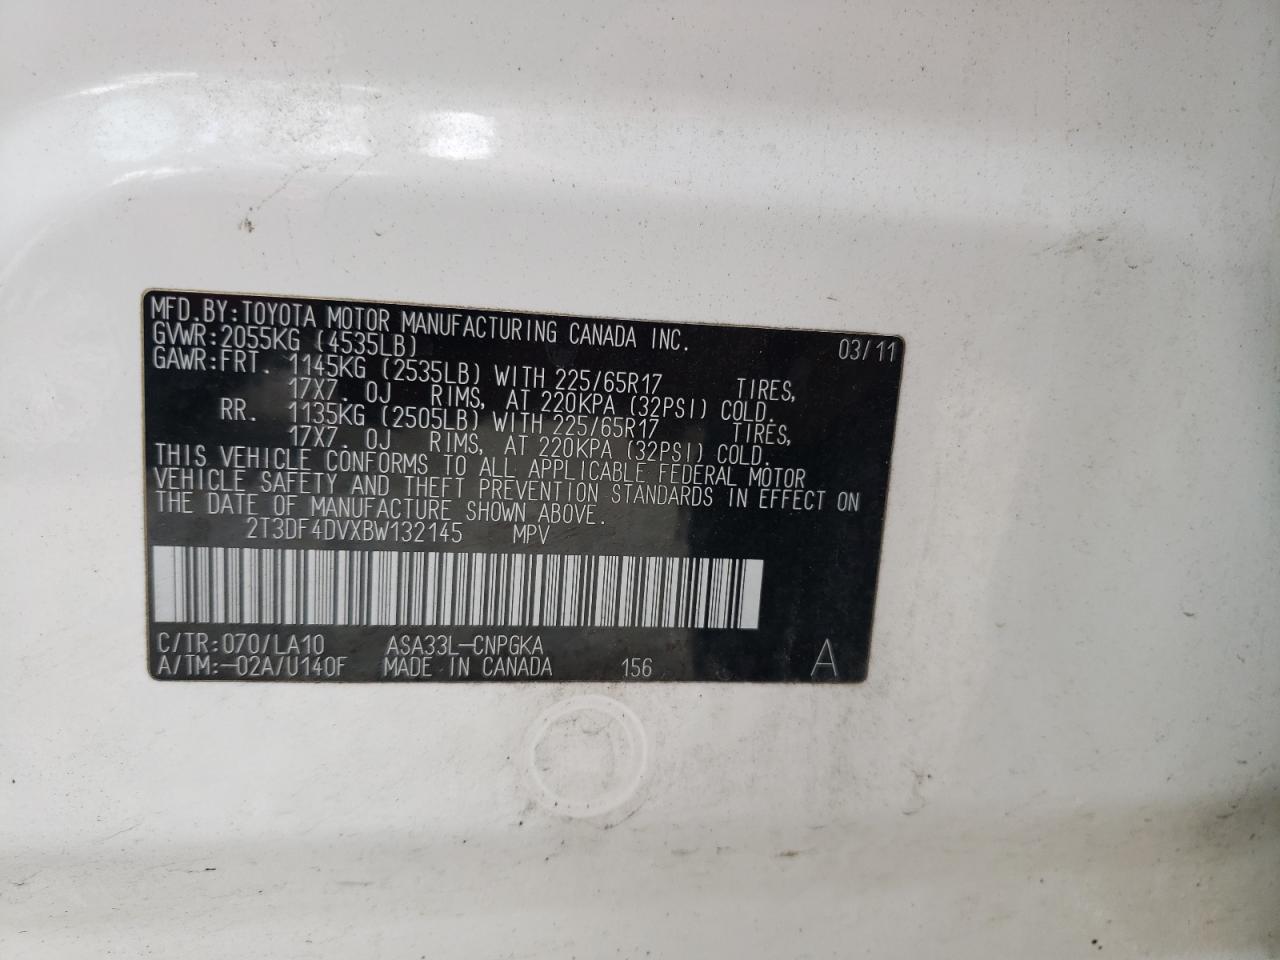 MFD.BY:TOYOTA MOTOR MANUFACTURING CANADA INC.
GVWR:2055KG (4535LB) 03/11
GAWR:FRT. 1145KG (2535LB) WITH 225/65R17 TIRES,
17X7.0J RIMS, AT 220KPA (32PSI) COLD.
RR. 1135KG (2505LB) WITH 225/65R17 TIRES,
17X7.0J RIMS, AT 220KPA (32PSI) COLD.
THIS VEHICLE CONFORMS TO ALL APPLICABLE FEDERAL MOTOR
VEHICLE SAFETY AND THEFT PREVENTION STANDARDS IN EFFECT ON
THE DATE OF MANUFACTURE SHOWN ABOVE.
2T3DF4DVXBW132145 MPV
C/TR:070/LA10 ASA33L-CNPGKA
A/TM:-02A/U140F MADE IN CANADA 156 A